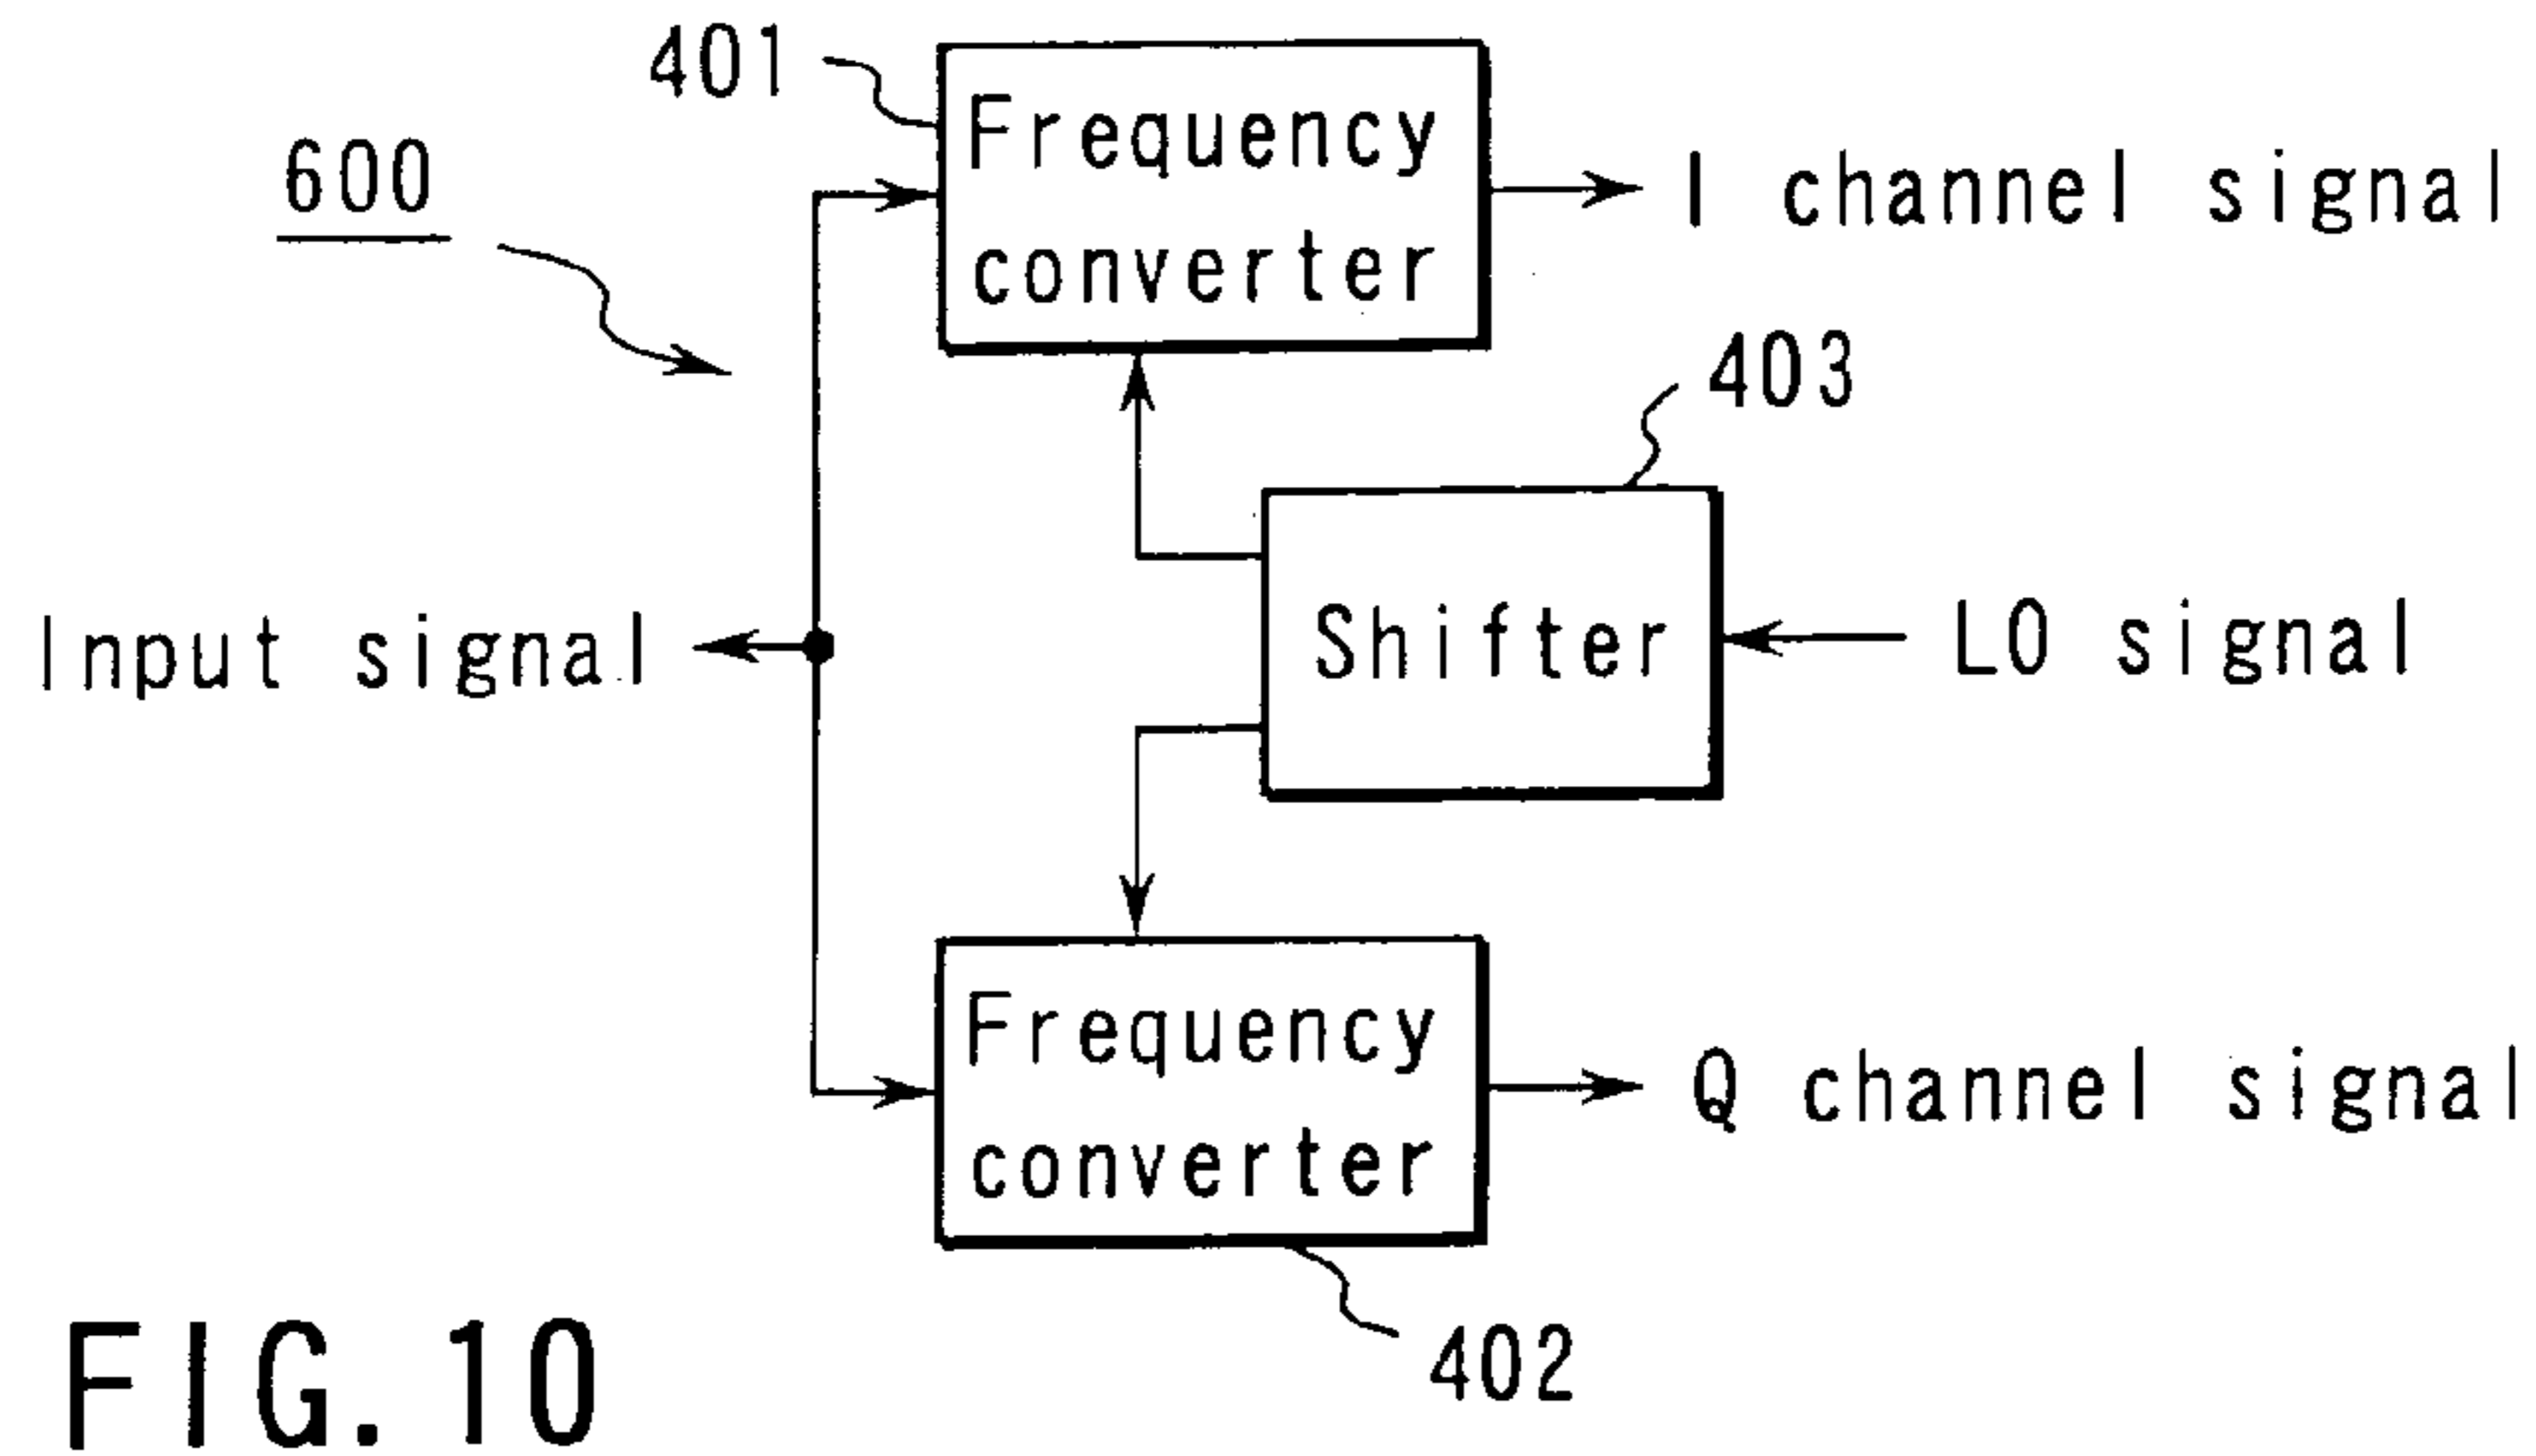 401
Frequency
converter
I channel signal
600
403
Input signal
Shifter
LO signal
Frequency
converter
Q channel signal
402
FIG.10